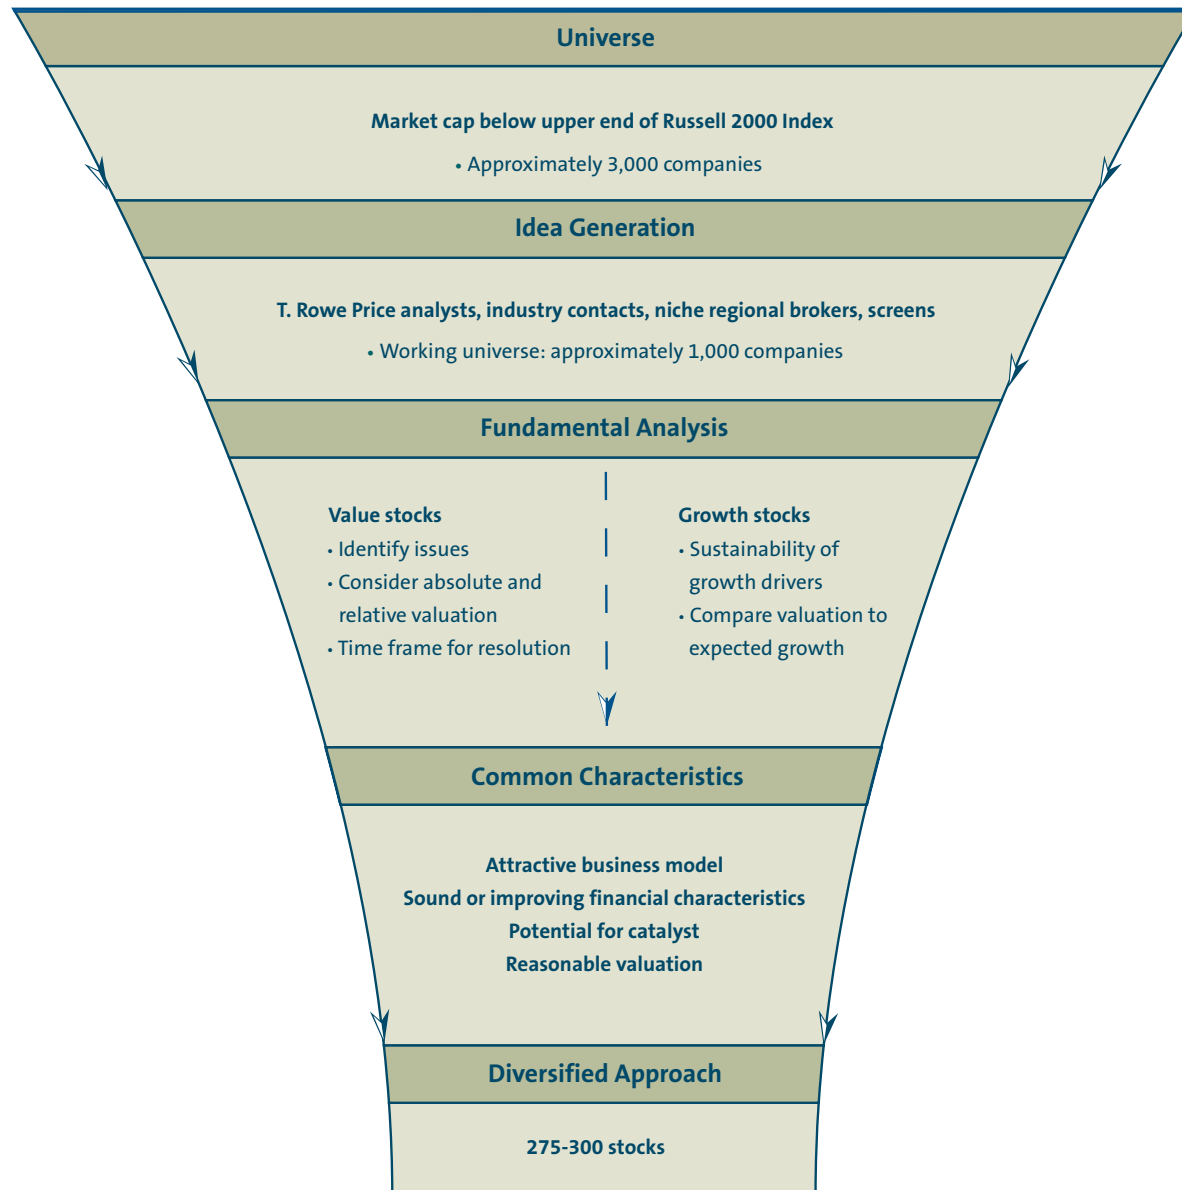 Universe
Market cap below upper end of Russell 2000 Index
• Approximately 3,000 companies
Idea Generation
T. Rowe Price analysts, industry contacts, niche regional brokers, screens
• Working universe: approximately 1,000 companies
Fundamental Analysis
Value stocks
• Identify issues
• Consider absolute and
relative valuation
• Time frame for resolution
Growth stocks
• Sustainability of
growth drivers
• Compare valuation to
expected growth
Common Characteristics
Attractive business model
Sound or improving financial characteristics
Potential for catalyst
Reasonable valuation
Diversified Approach
275-300 stocks